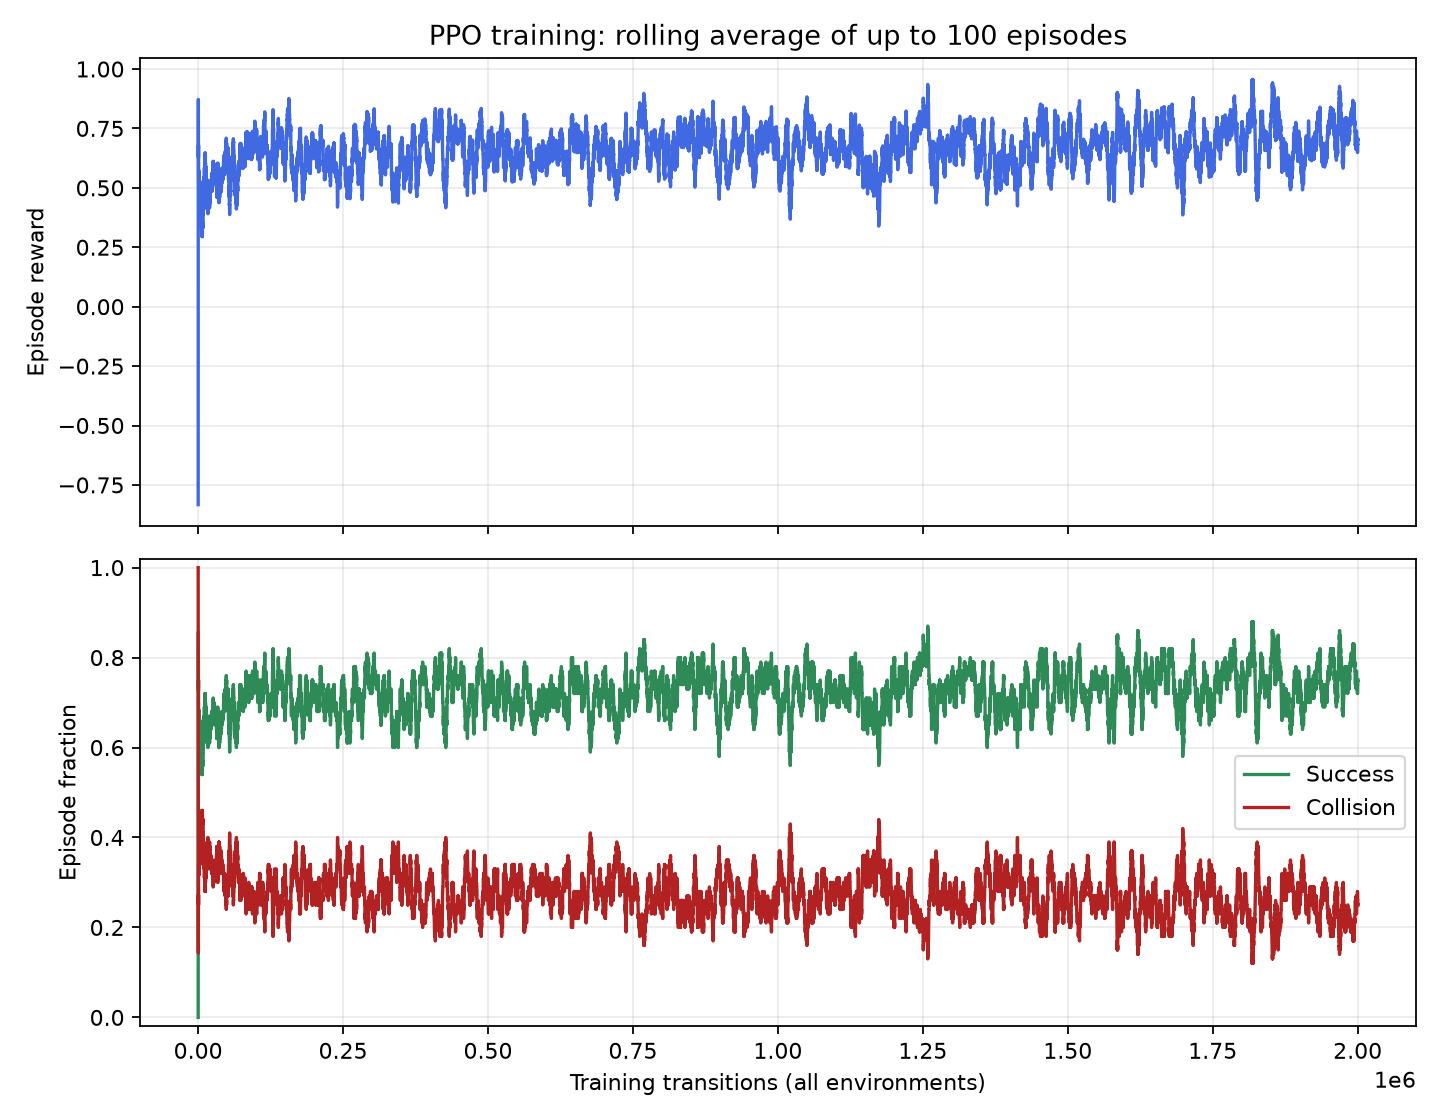 PPO training: rolling average of up to 100 episodes
1.00
0.75
0.50
0.25
0.00
−0.25
−0.50
−0.75
Episode reward
1.0
0.8
0.6
0.4
0.2
0.0
Episode fraction
Success
Collision
0.00 0.25 0.50 0.75 1.00 1.25 1.50 1.75 2.00
1e6
Training transitions (all environments)